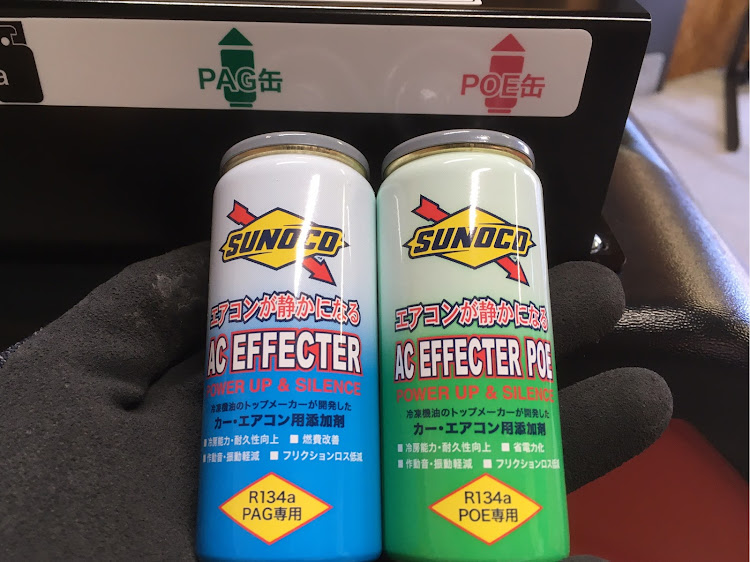 a
PAG缶
POE缶
SUNOCO
エアコンが静かになる
AC EFFECTER
POWER UP & SILENCE
冷凍機油のトップメーカーが開発した
カー・エアコン用添加剤
■冷房能力・耐久性向上 ■燃費改善
■作動音・振動軽減 ■フリクションロス低減
R134a
PAG専用
SUNOCO
エアコンが静かになる
AC EFFECTER POE
POWER UP & SILENCE
冷凍機油のトップメーカーが開発した
カー・エアコン用添加剤
■冷房能力・耐久性向上 ■省電力化
■作動音・振動軽減 ■フリクションロス低減
R134a
POE専用